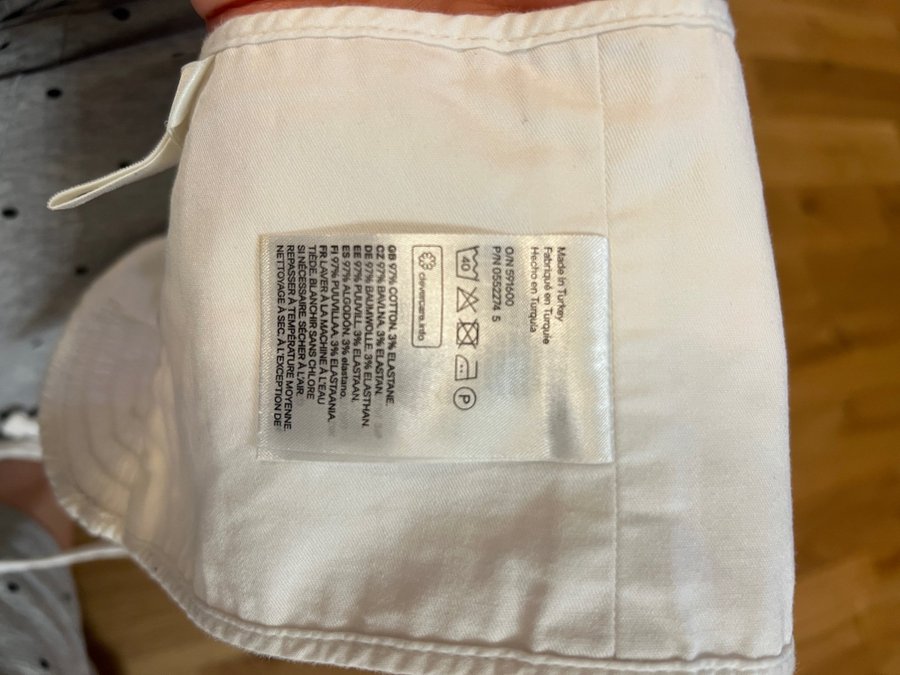 Made in Turkey
Fabriqué en Turquie
Hecho en Turquía
O/N 591600
P/N 0552274 5
40
P
clevercare.info
GB 97% COTTON. 3% ELASTANE.
CZ 97% BAVLNA. 3% ELASTAN.
DE 97% BAUMWOLLE. 3% ELASTHAN.
EE 97% PUUVILL. 3% ELASTAAN.
ES 97% ALGODÓN. 3% elastano.
FI 97% PUUVILLAA. 3% ELASTAANIA.
FR LAVER À LA MACHINE À L'EAU
TIÈDE. BLANCHIR SANS CHLORE
SI NÉCESSAIRE. SÉCHER À L'AIR.
REPASSER À TEMPÉRATURE MOYENNE.
NETTOYAGE À SEC, À L'EXCEPTION DE